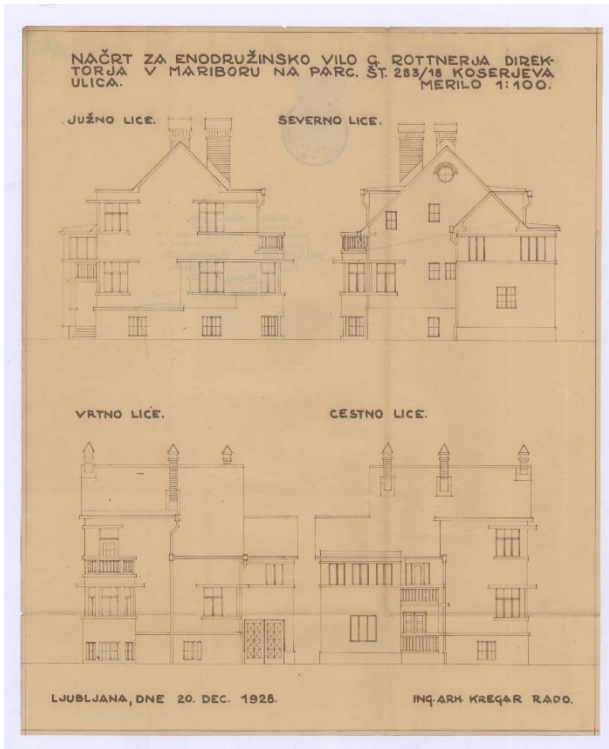 NAČRT ZA ENODRUŽINSKO VILO G. ROTTNERJA DIREK-
TORJA V MARIBORU NA PARC. ŠT. 283/18 KOSERJEVA
ULICA. MERILO 1:100.
JUŽNO LICE. SEVERNO LICE.
VRTNO LICE. CESTNO LICE.
LJUBLJANA, DNE 20. DEC. 1928. ING. ARH. KREGAR RADO.